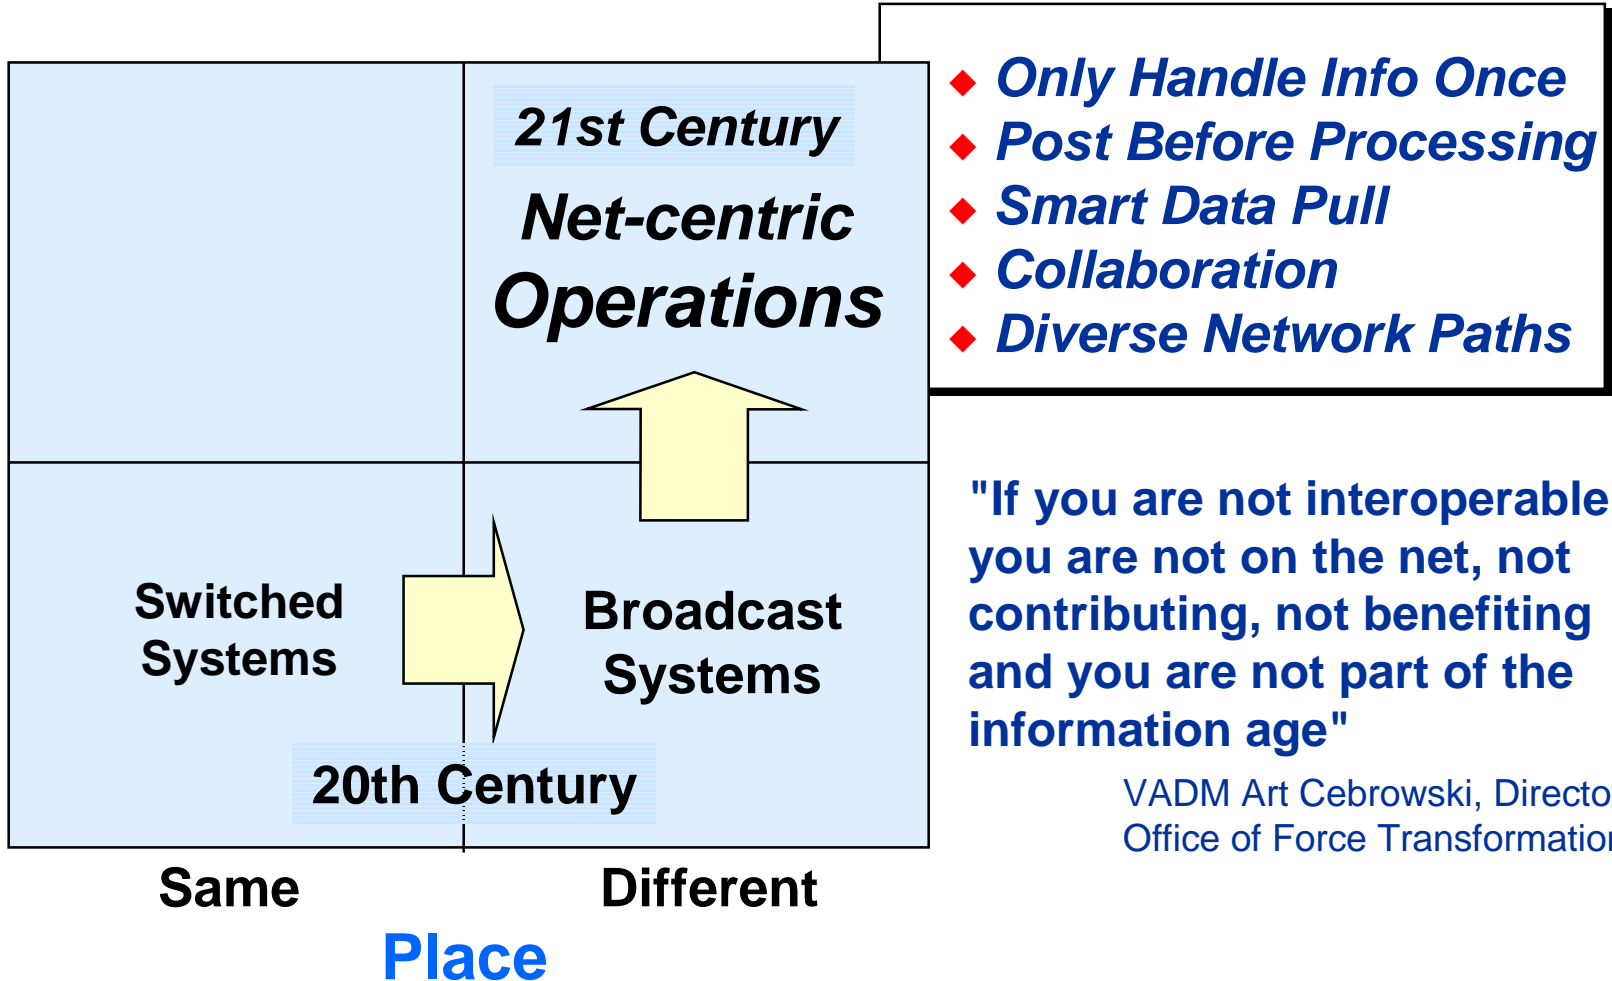 21st Century
Net-centric
Operations
Only Handle Info Once
Post Before Processing
Smart Data Pull
Collaboration
Diverse Network Paths
Switched
Systems
Broadcast
Systems
20th Century
Same
Different
Place
"If you are not interoperable
you are not on the net, not
contributing, not benefiting
and you are not part of the
information age"
VADM Art Cebrowski, Directo
Office of Force Transformation